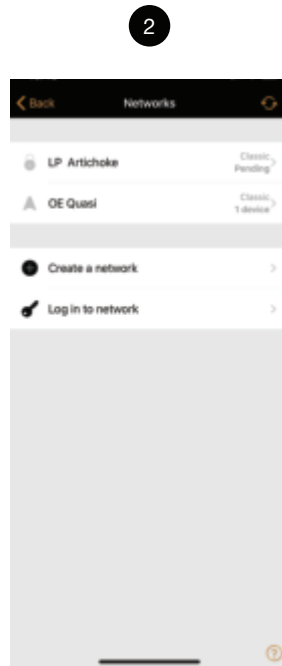 2
Back Networks
LP Artichoke Classic
Pending
OE Quasi Classic
1 device
Create a network
Log in to network
?